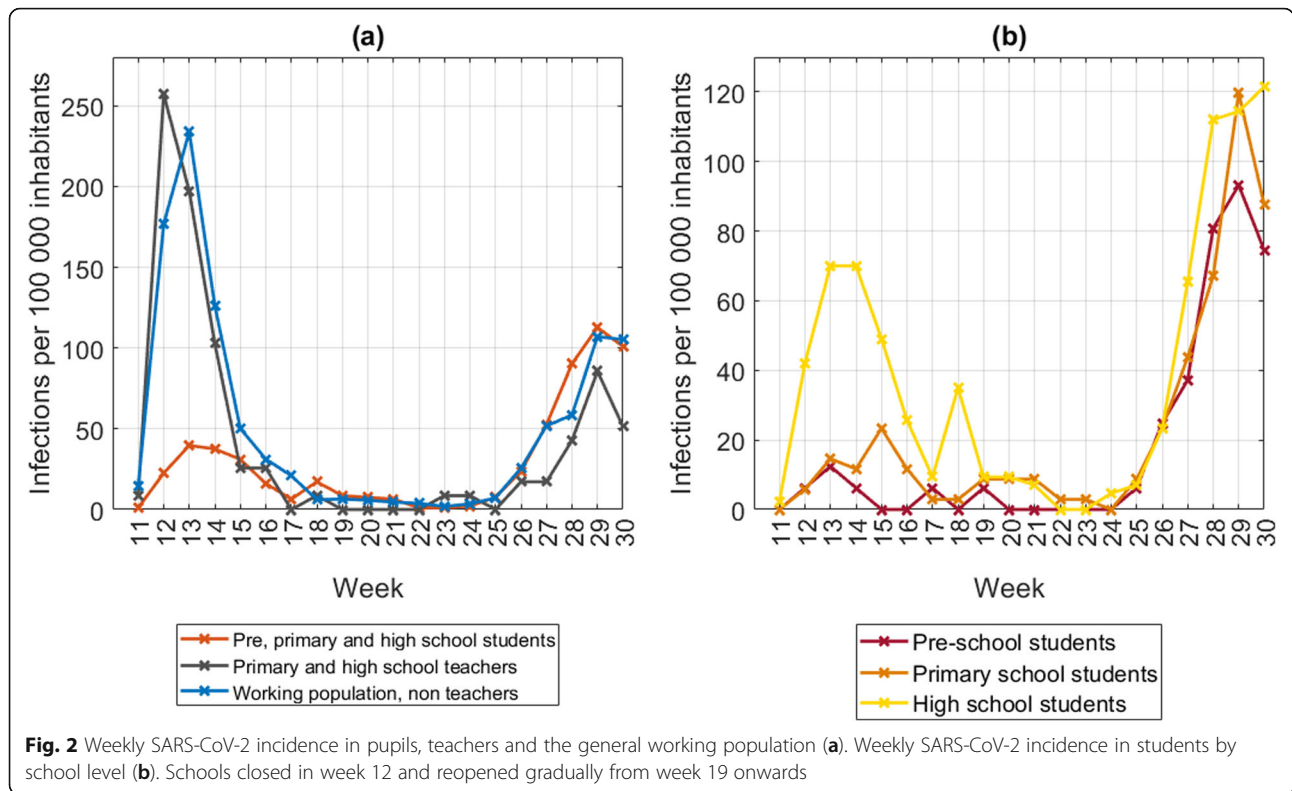 (a)
Infections per 100 000 inhabitants
250
200
150
100
50
0
11 12 13 14 15 16 17 18 19 20 21 22 23 24 25 26 27 28 29 30
Week
Pre, primary and high school students
Primary and high school teachers
Working population, non teachers
(b)
Infections per 100 000 inhabitants
120
100
80
60
40
20
0
11 12 13 14 15 16 17 18 19 20 21 22 23 24 25 26 27 28 29 30
Week
Pre-school students
Primary school students
High school students
Fig. 2 Weekly SARS-CoV-2 incidence in pupils, teachers and the general working population (a). Weekly SARS-CoV-2 incidence in students by
school level (b). Schools closed in week 12 and reopened gradually from week 19 onwards